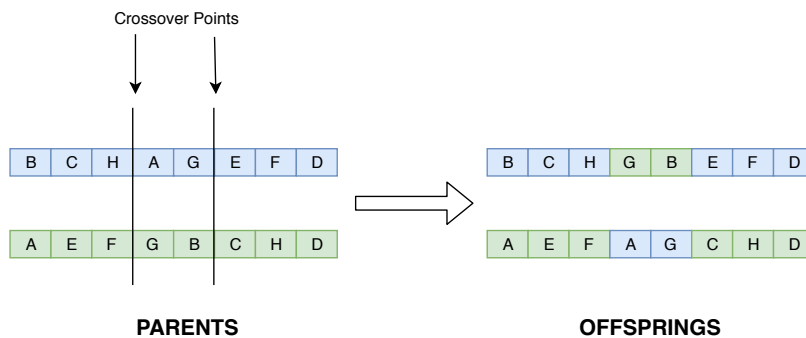 Crossover Points
B C H A G E F D
B C H G B E F D
A E F G B C H D
A E F A G C H D
PARENTS
OFFSPRINGS